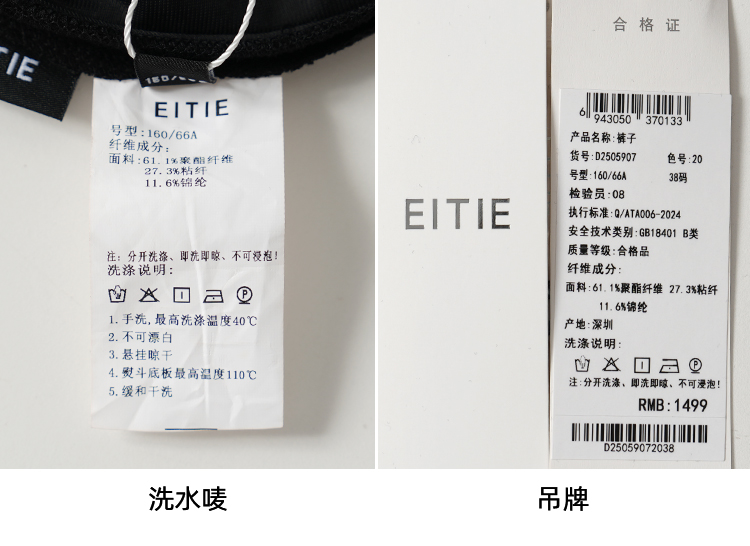 TIE
EITIE
号型:160/66A
纤维成分:
面料:61.1%聚酯纤维
27.3%粘纤
11.6%锦纶
注: 分开洗涤、即洗即晾、不可浸泡!
洗涤说明:
1.手洗,最高洗涤温度40℃
2.不可漂白
3.悬挂晾干
4.熨斗底板最高温度110℃
5.缓和干洗
洗水唛
EITIE
合格证
6 943050 370133
产品名称:裤子
货号:D2505907 色号:20
号型:160/66A 38码
检验员:08
执行标准:Q/ATA006-2024
安全技术类别:GB18401 B类
质量等级:合格品
纤维成分:
面料:61.1%聚酯纤维 27.3%粘纤
11.6%锦纶
产地:深圳
洗涤说明:
注:分开洗涤、即洗即晾、不可浸泡!
RMB:1499
D25059072038
吊牌